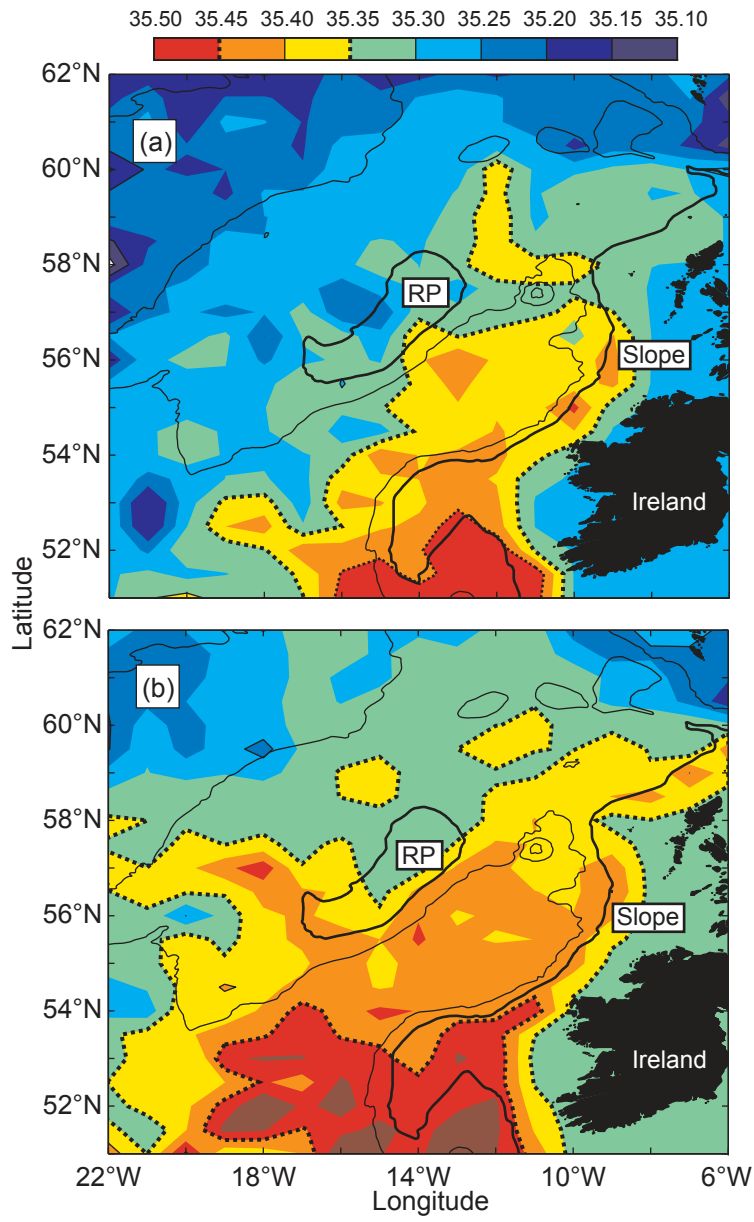 35.50 35.45 35.40 35.35 35.30 35.25 35.20 35.15 35.10
62°N
(a)
60°N
58°N
RP
56°N
Slope
54°N
Ireland
52°N
Latitude
62°N
(b)
60°N
58°N
RP
56°N
Slope
54°N
Ireland
52°N
22°W 18°W 14°W 10°W 6°W
Longitude